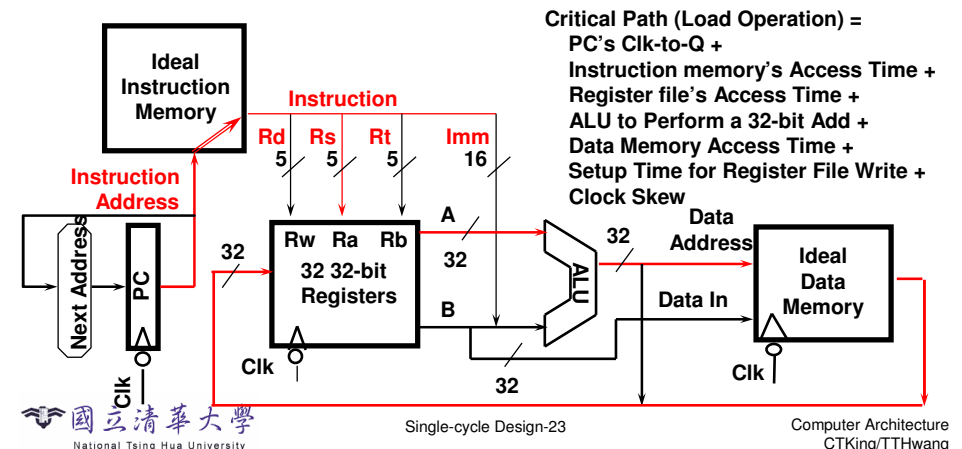 Critical Path (Load Operation) =
PC's Clk-to-Q +
Instruction memory's Access Time +
Register file's Access Time +
ALU to Perform a 32-bit Add +
Data Memory Access Time +
Setup Time for Register File Write +
Clock Skew
Ideal
Instruction
Memory
Instruction
Rd
Rs
Rt
Imm
5
5
5
16
Instruction
Address
Next Address
PC
Clk
32
Rw Ra Rb
32 32-bit
Registers
Clk
A
32
B
32
ALU
32
Data
Address
Data In
Ideal
Data
Memory
Clk
國立清華大學
National Tsing Hua University
Single-cycle Design-23
Computer Architecture
CTKing/TTHwang